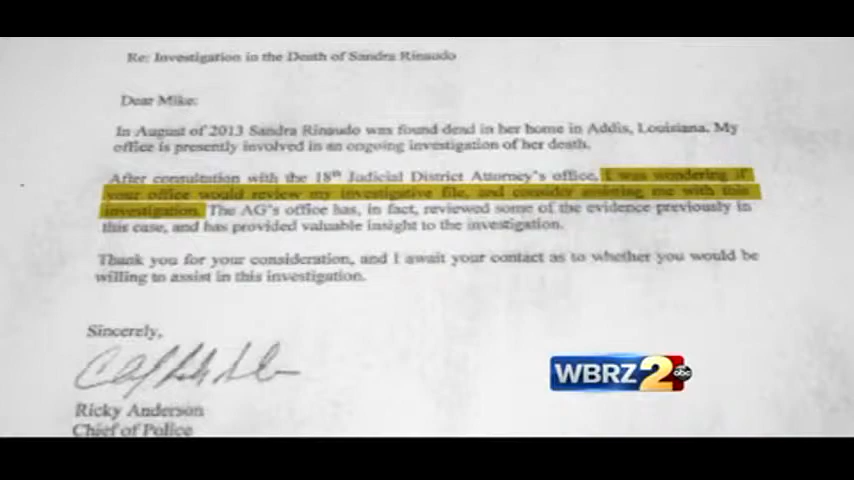 Re: Investigation in the Death of Sandra Rinaudo
Dear Mike:
In August of 2013 Sandra Rinaudo was found dead in her home in Addis, Louisiana. My
office is presently involved in an ongoing investigation of her death.
After consultation with the 18th Judicial District Attorney's office, I was wondering if
your office would review my investigative file, and consider assisting me with this
investigation. The AG's office has, in fact, reviewed some of the evidence previously in
this case, and has provided valuable insight to the investigation.
Thank you for your consideration, and I await your contact as to whether you would be
willing to assist in this investigation.
Sincerely,
Ricky Anderson
Chief of Police
WBRZ 2 abc